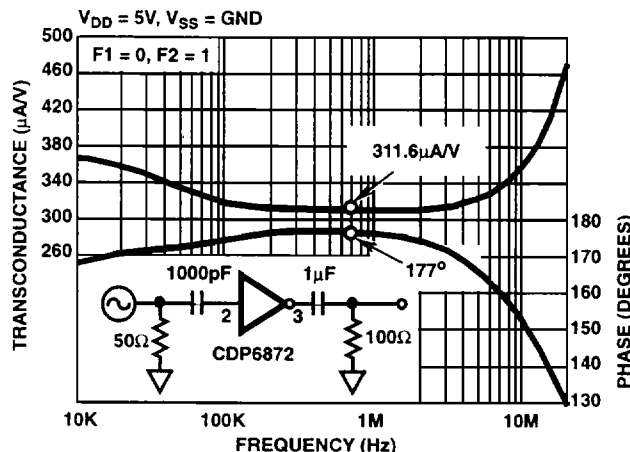 V_DD = 5V, V_SS = GND
F1 = 0, F2 = 1
TRANSCONDUCTANCE (µA/V)
500
460
420
380
340
300
260
311.6µA/V
177°
1000pF
1µF
2
3
50Ω
CDP6872
100Ω
180
170
160
150
140
130
PHASE (DEGREES)
10K
100K
1M
10M
FREQUENCY (Hz)